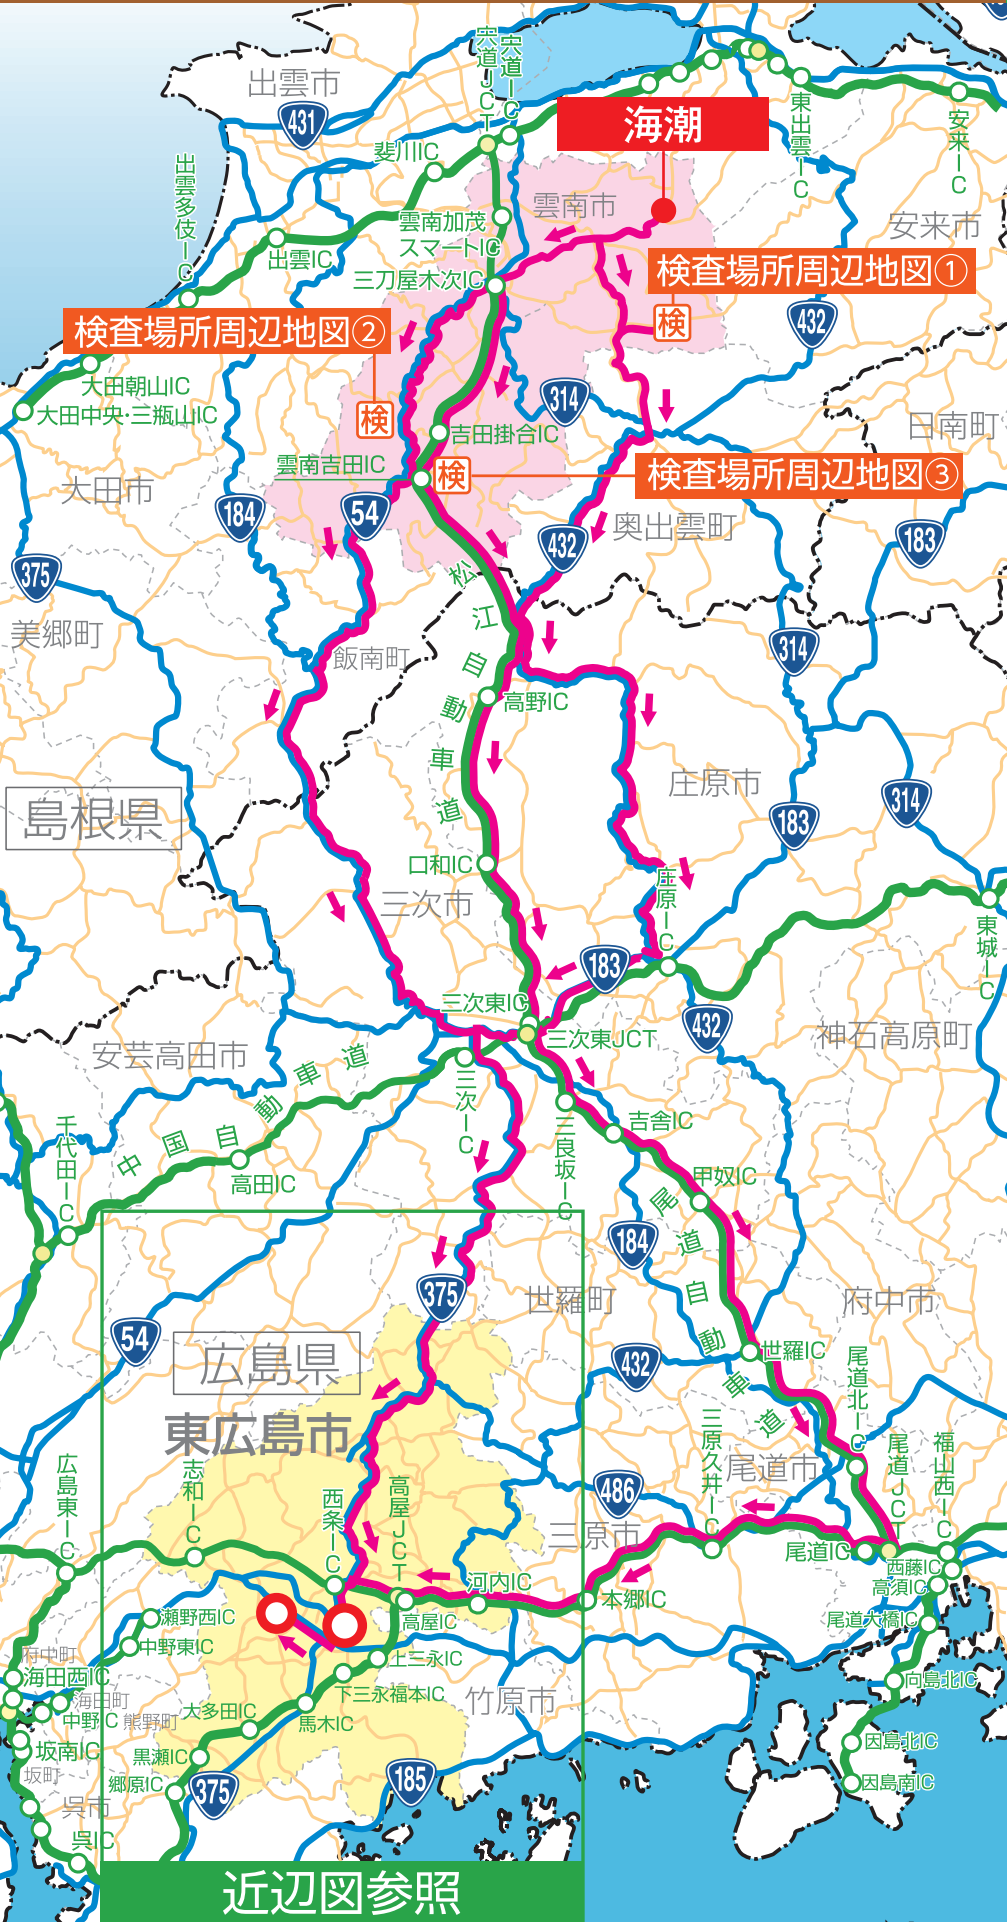 宍道JCT
宍道IC
出雲市
431
海潮
東出雲IC
安来IC
斐川IC
出雲多伎IC
雲南市
雲南加茂
スマートIC
安来市
出雲IC
三刀屋木次IC
検査場所周辺地図①
検
432
検査場所周辺地図②
大田朝山IC
314
大田中央・三瓶山IC
検
吉田掛合IC
日南町
雲南吉田IC
検
検査場所周辺地図③
大田市
184
54
奥出雲町
432
183
375
松江自動車道
美郷町
飯南町
314
高野IC
庄原市
島根県
183
314
口和IC
三次市
庄原IC
東城IC
183
三次東IC
432
神石高原町
三次東JCT
安芸高田市
中国自動車道
三次IC
千代田IC
三良坂IC
吉舎IC
高田IC
甲奴IC
尾道自動車道
184
375
世羅町
府中市
54
広島県
432
世羅IC
尾道北IC
東広島市
三原久井IC
尾道JCT
福山西IC
広島東IC
志和IC
西条IC
高屋JCT
尾道市
486
三原市
尾道IC
西藤IC
河内IC
高須IC
本郷IC
瀬野西IC
高屋IC
尾道大橋IC
中野東IC
府中町
上三永IC
海田西IC
向島北IC
海田町
下三永福本IC
竹原市
中野IC
熊野町
大多田IC
馬木IC
因島北IC
坂南IC
黒瀬IC
坂町
郷原IC
375
185
因島南IC
呉市
呉IC
近辺図参照